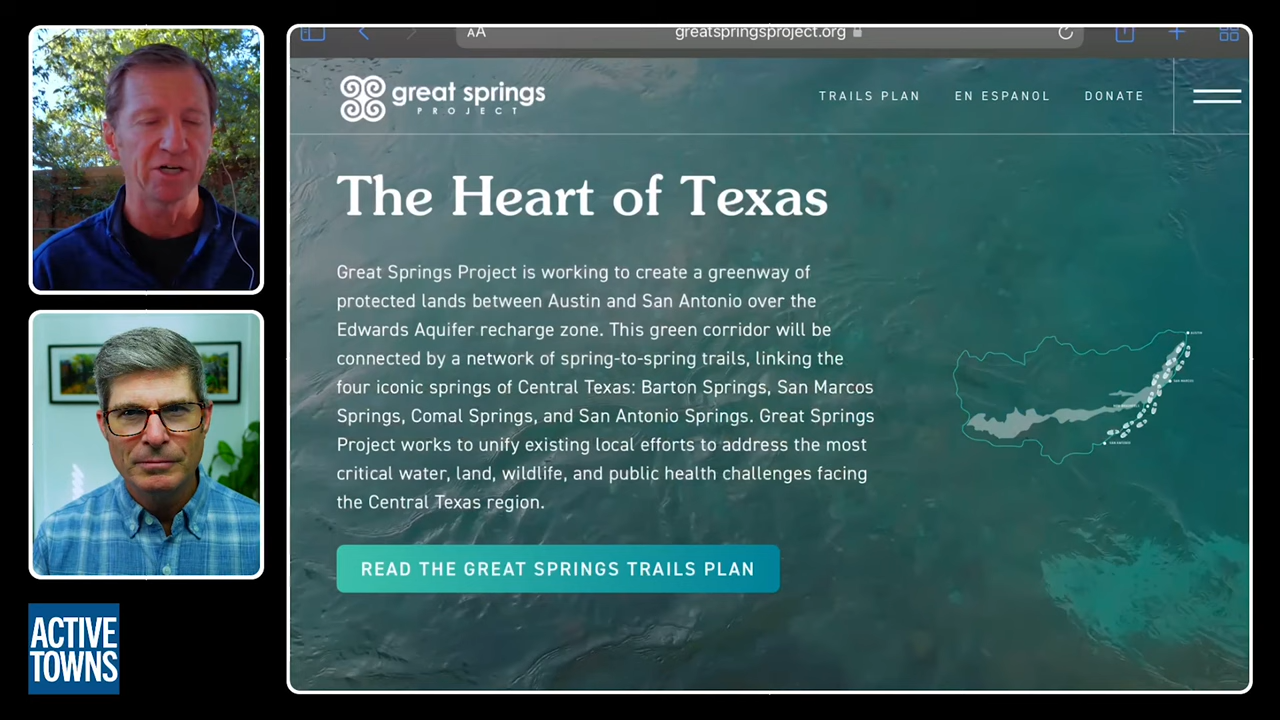 AA
greatspringsproject.org
great springs
PROJECT
TRAILS PLAN
EN ESPANOL
DONATE
The Heart of Texas
Great Springs Project is working to create a greenway of
protected lands between Austin and San Antonio over the
Edwards Aquifer recharge zone. This green corridor will be
connected by a network of spring-to-spring trails, linking the
four iconic springs of Central Texas: Barton Springs, San Marcos
Springs, Comal Springs, and San Antonio Springs. Great Springs
Project works to unify existing local efforts to address the most
critical water, land, wildlife, and public health challenges facing
the Central Texas region.
AUSTIN
SAN MARCOS
SAN ANTONIO
READ THE GREAT SPRINGS TRAILS PLAN
ACTIVE
TOWNS